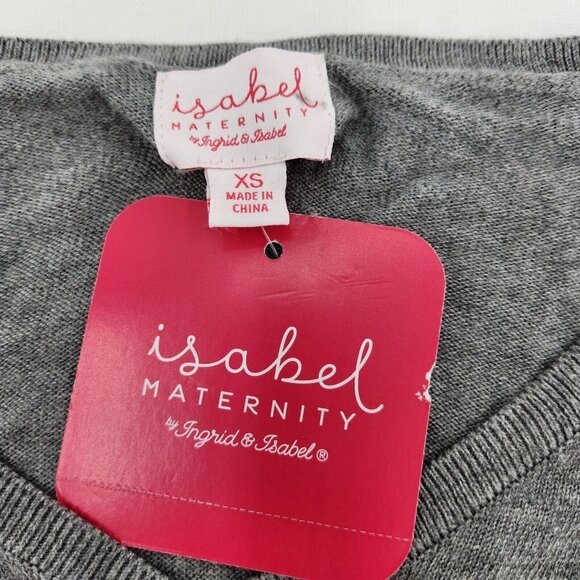 isabel
MATERNITY
by Ingrid & Isabel
XS
MADE IN
CHINA
isabel
MATERNITY
by Ingrid & Isabel®